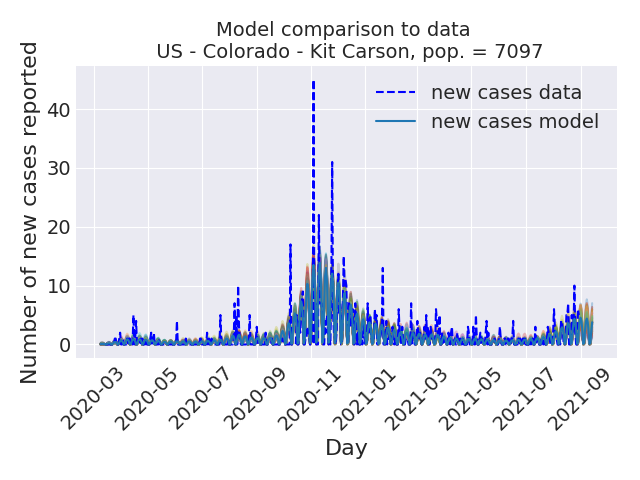 Model comparison to data
US - Colorado - Kit Carson, pop. = 7097
Number of new cases reported
40
30
20
10
0
new cases data
new cases model
2020-03
2020-05
2020-07
2020-09
2020-11
2021-01
2021-03
2021-05
2021-07
2021-09
Day